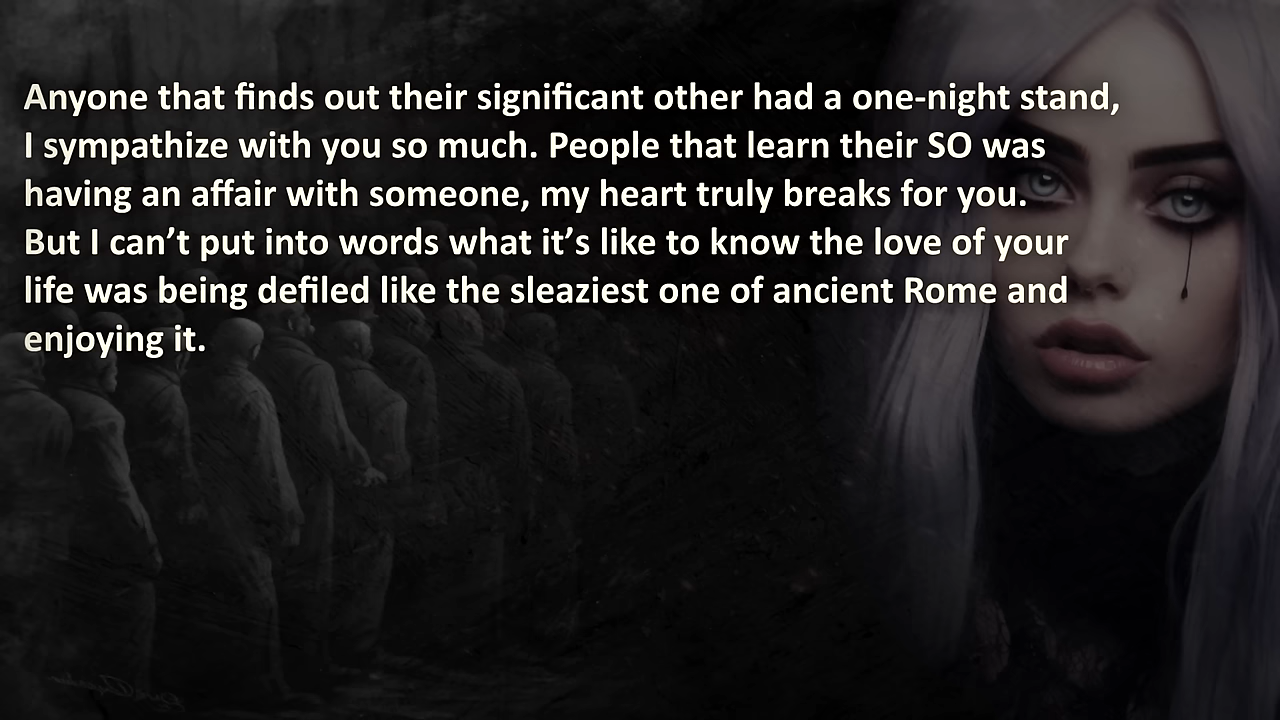 Anyone that finds out their significant other had a one-night stand,
I sympathize with you so much. People that learn their SO was
having an affair with someone, my heart truly breaks for you.
But I can’t put into words what it’s like to know the love of your
life was being defiled like the sleaziest one of ancient Rome and
enjoying it.